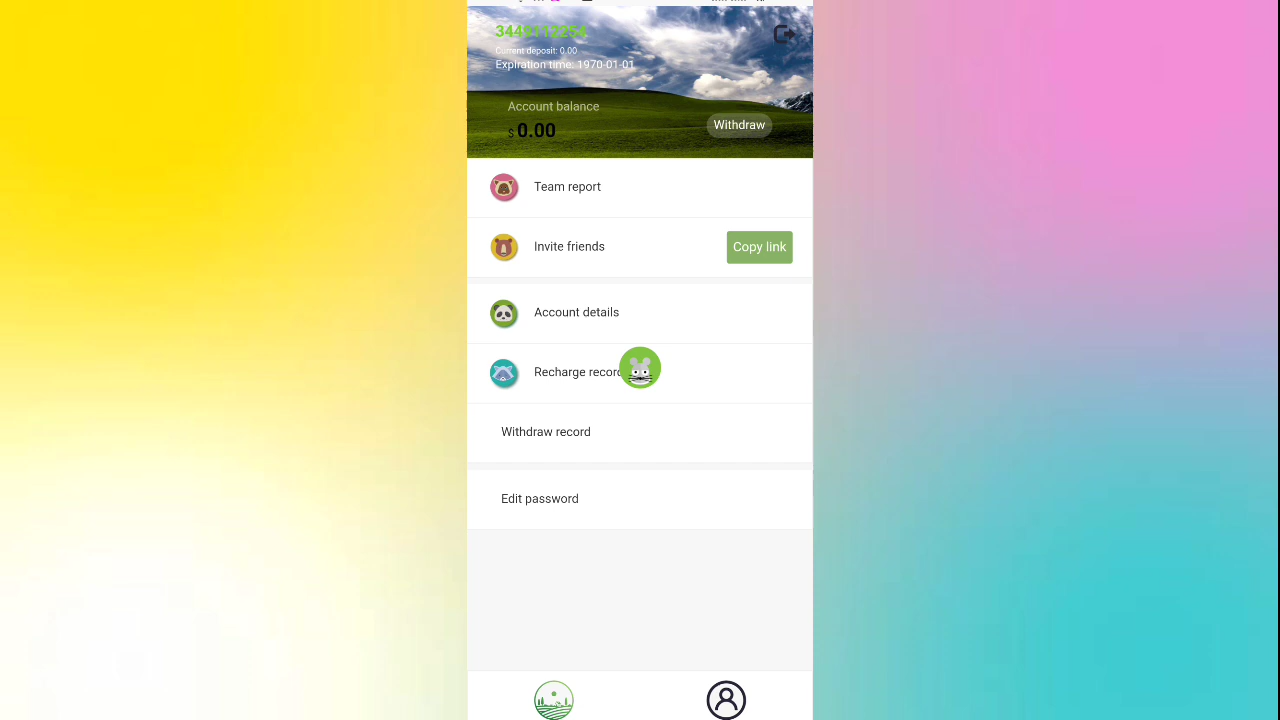 3449112254
Current deposit: 0.00
Expiration time: 1970-01-01
Account balance
$ 0.00
Withdraw
Team report
Invite friends
Copy link
Account details
Recharge record
Withdraw record
Edit password